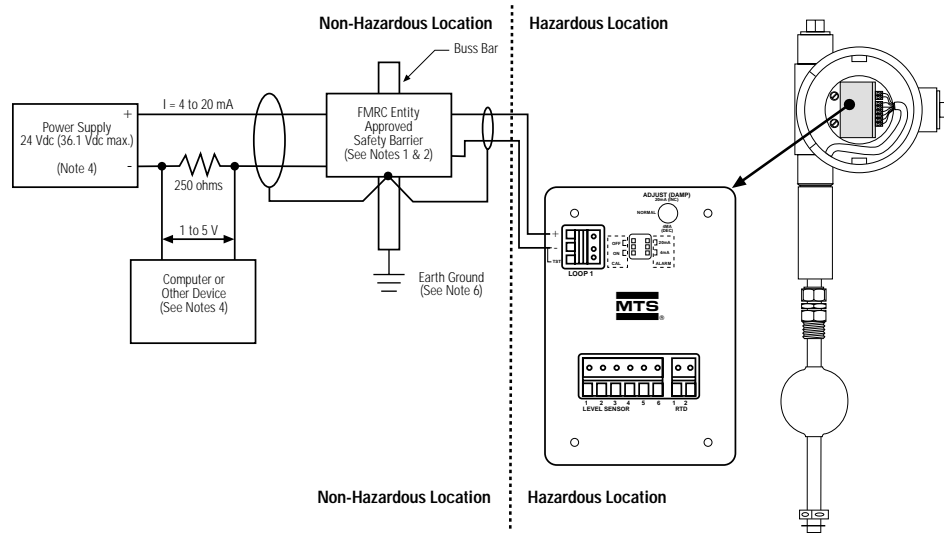 Non-Hazardous Location
Hazardous Location
Buss Bar
I = 4 to 20 mA
+
Power Supply
24 Vdc (36.1 Vdc max.)
(Note 4)
-
250 ohms
FMRC Entity
Approved
Safety Barrier
(See Notes 1 & 2)
1 to 5 V
Computer or
Other Device
(See Notes 4)
Earth Ground
(See Note 6)
ADJUST (DAMP)
20mA (INC)
NORMAL
4MA
(DEC)
+
-
TST
OFF
ON
CAL
20mA
4mA
ALARM
LOOP 1
MTS
®
1 2 3 4 5 6 1 2
LEVEL SENSOR RTD
Non-Hazardous Location
Hazardous Location